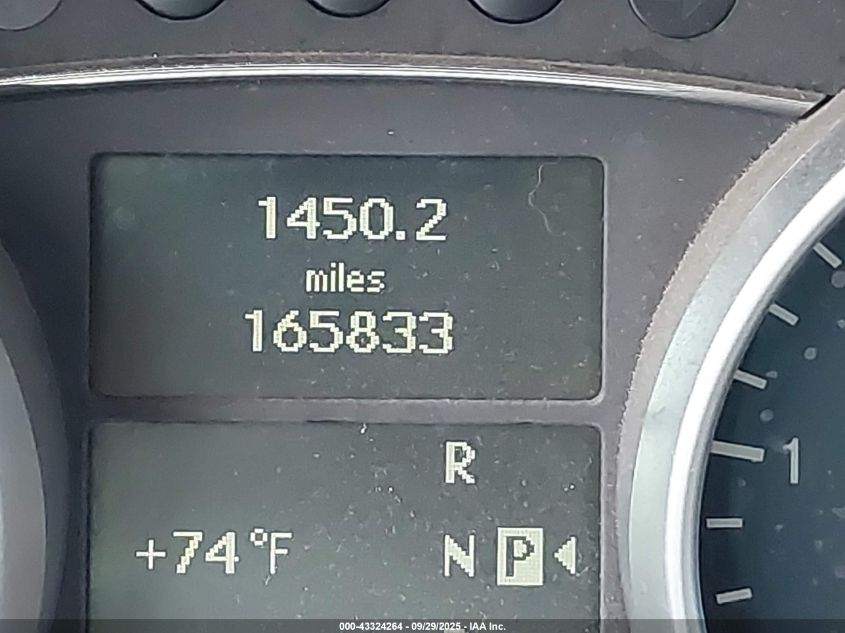 1450.2
miles
165833
R
1
+74°F N P
000-43324264 - 09/29/2025 - IAA Inc.